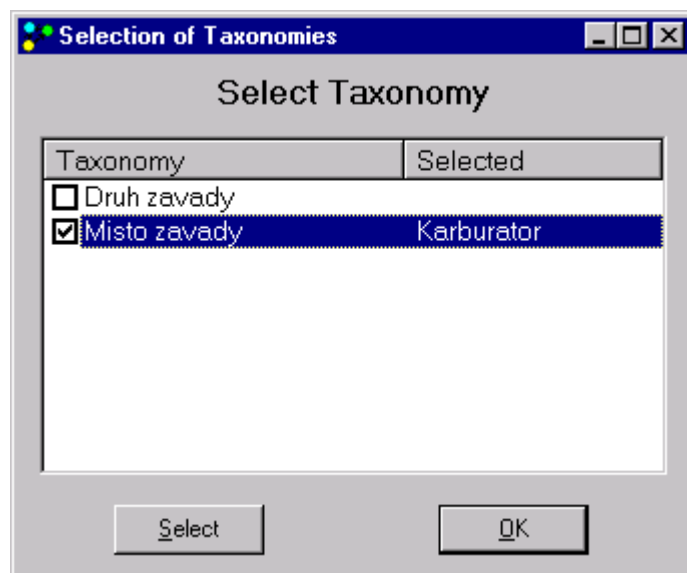 Selection of Taxonomies
Select Taxonomy
Taxonomy Selected
Druh zavady
Misto zavady Karburator
Select OK